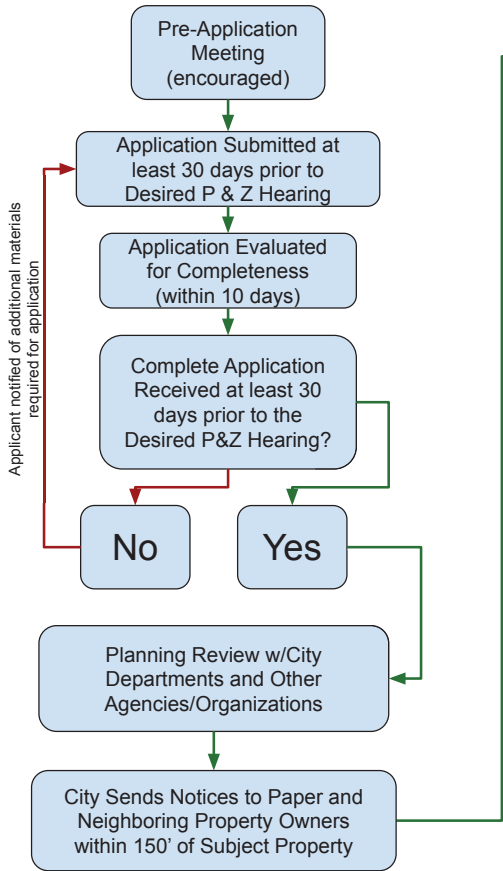 Pre-Application
Meeting
(encouraged)
Application Submitted at
least 30 days prior to
Desired P & Z Hearing
Application Evaluated
for Completeness
(within 10 days)
Complete Application
Received at least 30
days prior to the
Desired P&Z Hearing?
Applicant notified of additional materials
required for application
No
Yes
Planning Review w/City
Departments and Other
Agencies/Organizations
City Sends Notices to Paper and
Neighboring Property Owners
within 150' of Subject Property